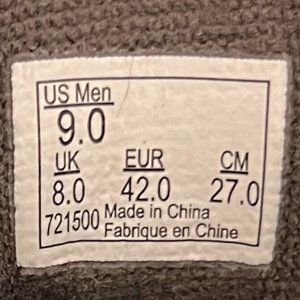 US Men
9.0
UK EUR CM
8.0 42.0 27.0
721500 Made in China
Fabrique en Chine